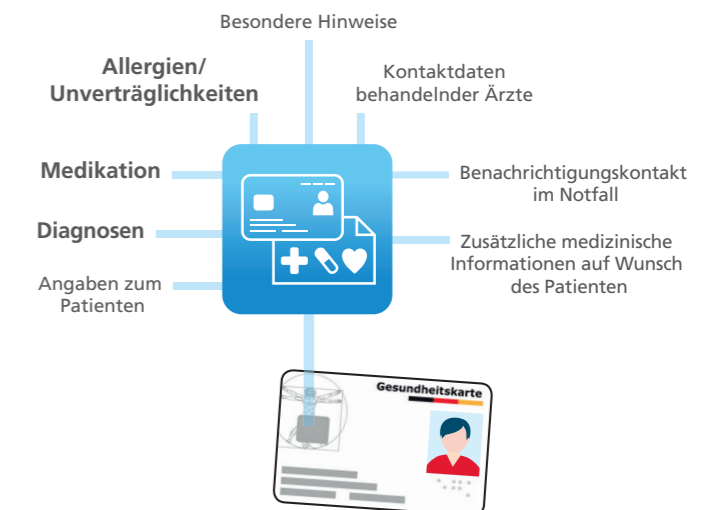 Besondere Hinweise
Allergien/
Unverträglichkeiten
Kontaktdaten
behandelnder Ärzte
Medikation
Benachrichtigungskontakt
im Notfall
Diagnosen
Zusätzliche medizinische
Informationen auf Wunsch
des Patienten
Angaben zum
Patienten
Gesundheitskarte